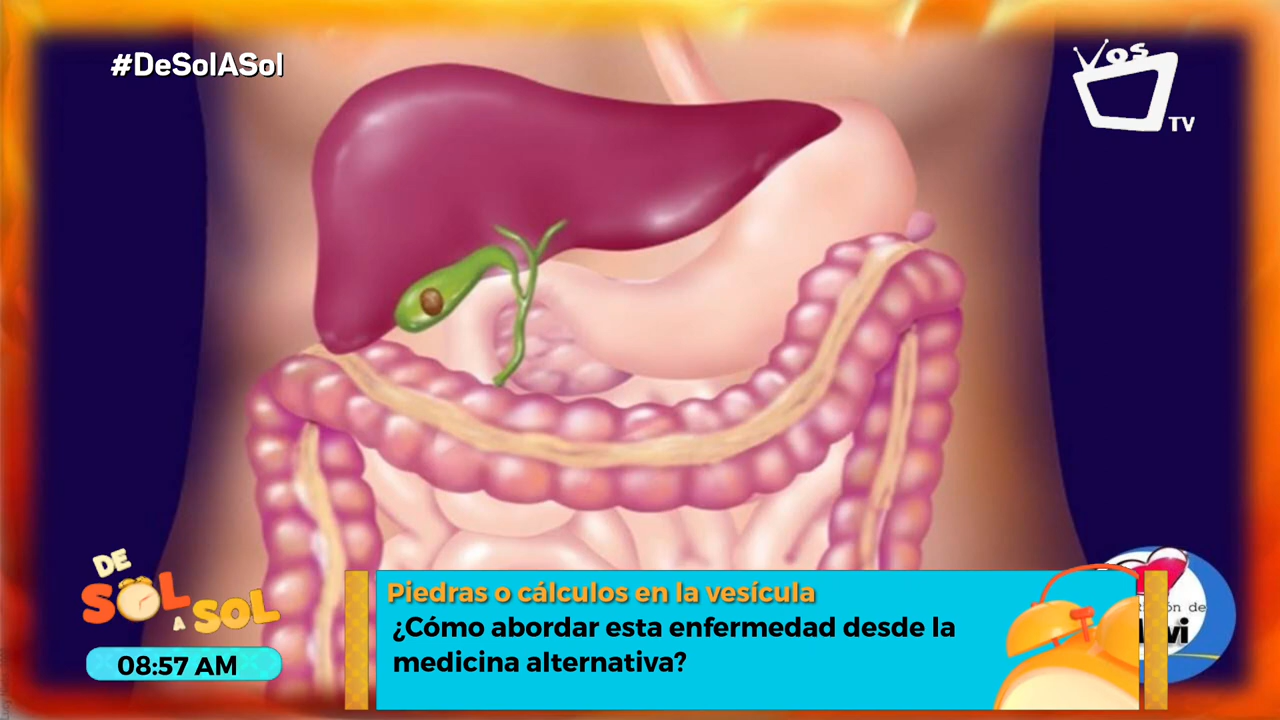 #DeSolASol
VOS
TV
DE
SOL
A
SOL
08:57 AM
Piedras o cálculos en la vesícula
¿Cómo abordar esta enfermedad desde la
medicina alternativa?
de